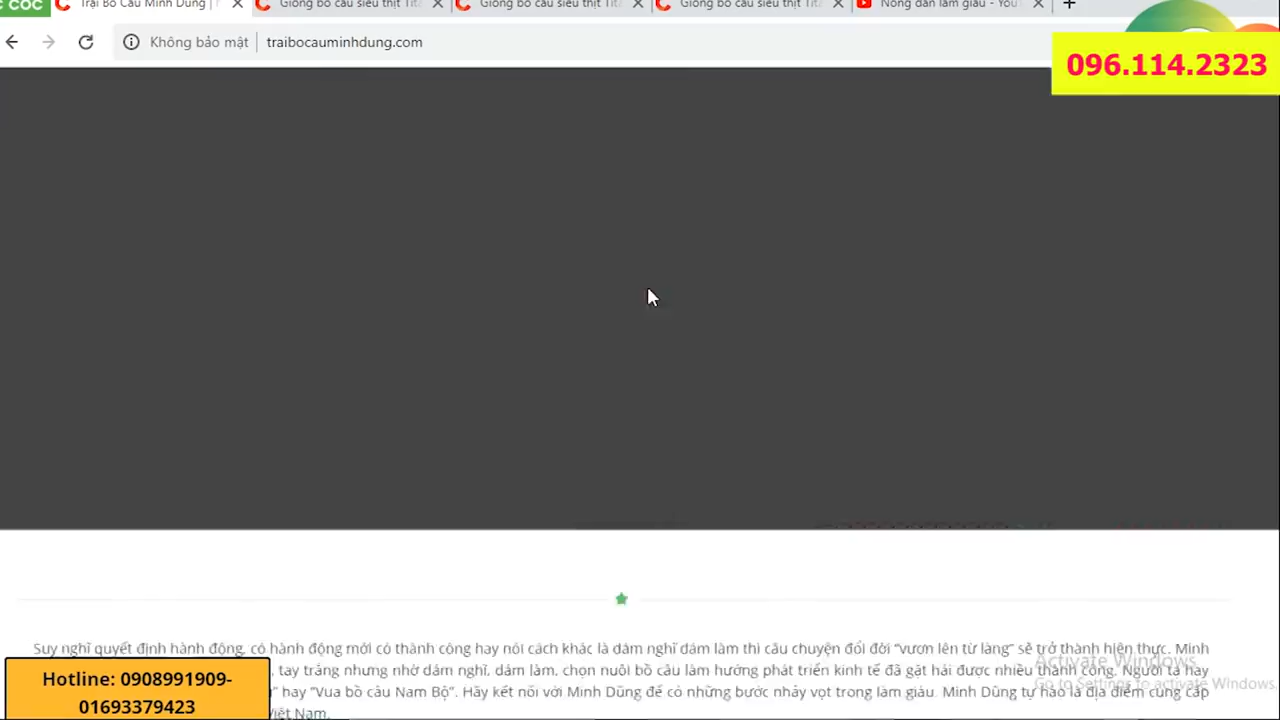 CỐC CỐC
Trại Bồ Câu Minh Dũng |
Giống bồ câu siêu thịt Tita
Giống bồ câu siêu thịt Tita
Giống bồ câu siêu thịt Tita
Nông dân làm giàu - You
Không bảo mật
traibocauminhdung.com
096.114.2323
Suy nghĩ quyết định hành động, có hành động mới có thành công hay nói cách khác là dám nghĩ dám làm thì câu chuyện đổi đời “vươn lên từ làng” sẽ trở thành hiện thực. Minh
tay trắng nhưng nhờ dám nghĩ, dám làm, chọn nuôi bồ câu làm hướng phát triển kinh tế đã gặt hái được nhiều thành công. Người ta hay
hay “Vua bồ câu Nam Bộ”. Hãy kết nối với Minh Dũng để có những bước nhảy vọt trong làm giàu. Minh Dũng tự hào là địa điểm cung cấp
Việt Nam.
Activate Windows
Go to Settings to activate Windows.
Hotline: 0908991909-
01693379423